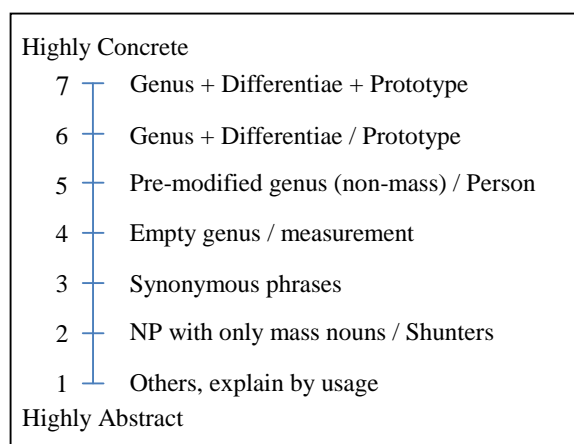 Highly Concrete
7 Genus + Differentiae + Prototype
6 Genus + Differentiae / Prototype
5 Pre-modified genus (non-mass) / Person
4 Empty genus / measurement
3 Synonymous phrases
2 NP with only mass nouns / Shunters
1 Others, explain by usage
Highly Abstract